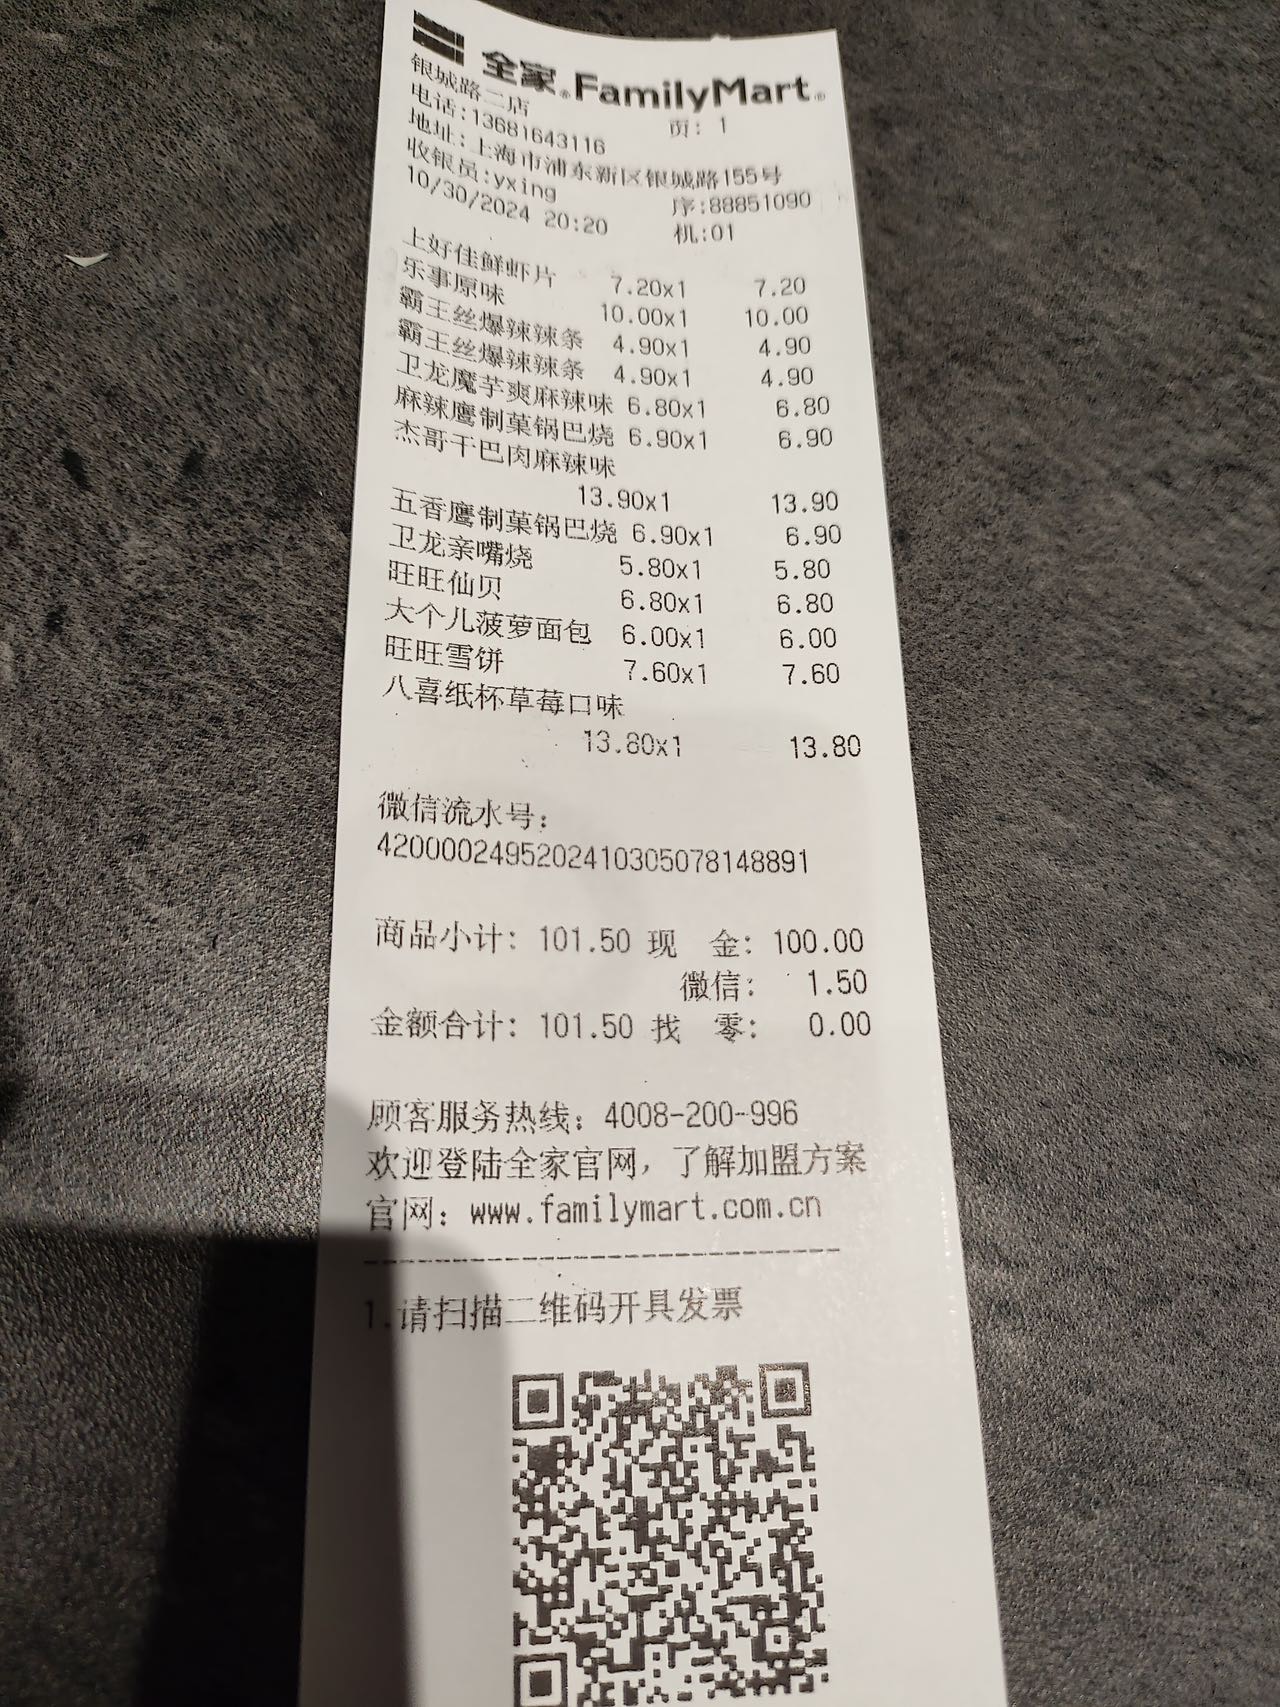 全家 FamilyMart
银城路二店 页: 1
电话:13681643116
地址:上海市浦东新区银城路155号
收银员:yxing 序:88851090
10/30/2024 20:20 机:01
上好佳鲜虾片 7.20x1 7.20
乐事原味 10.00x1 10.00
霸王丝爆辣辣条 4.90x1 4.90
霸王丝爆辣辣条 4.90x1 4.90
卫龙魔芋爽麻辣味 6.80x1 6.80
麻辣鹰制菓锅巴烧 6.90x1 6.90
杰哥干巴肉麻辣味
13.90x1 13.90
五香鹰制菓锅巴烧 6.90x1 6.90
卫龙亲嘴烧 5.80x1 5.80
旺旺仙贝 6.80x1 6.80
大个儿菠萝面包 6.00x1 6.00
旺旺雪饼 7.60x1 7.60
八喜纸杯草莓口味
13.80x1 13.80
微信流水号:
4200002495202410305078148891
商品小计: 101.50 现 金: 100.00
微信: 1.50
金额合计: 101.50 找 零: 0.00
顾客服务热线: 4008-200-996
欢迎登陆全家官网, 了解加盟方案
官网: www.familymart.com.cn
1.请扫描二维码开具发票